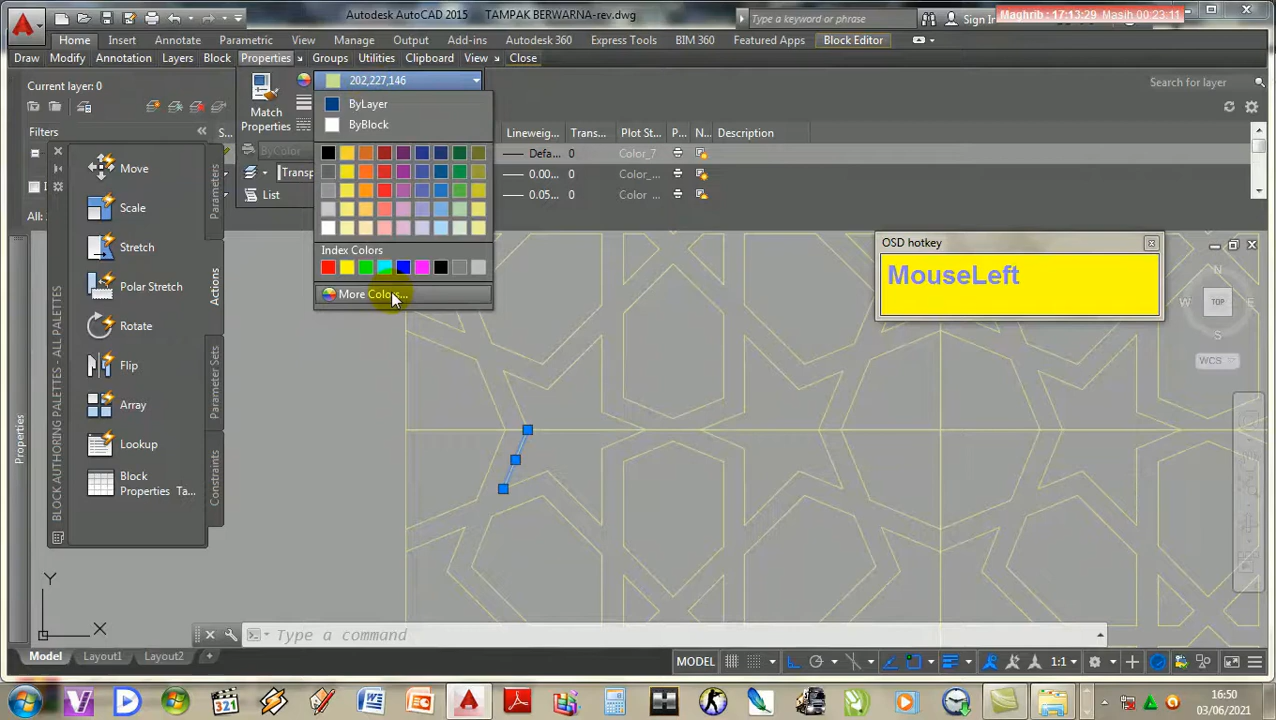 Autodesk AutoCAD 2015 TAMPAK BERWARNA-rev.dwg
Type a keyword or phrase
Sign In
Maghrib : 17:13:29 Masih 00:23:11
Home Insert Annotate Parametric View Manage Output Add-ins Autodesk 360 Express Tools BIM 360 Featured Apps Block Editor
Draw Modify Annotation Layers Block Properties Groups Utilities Clipboard View Close
Current layer: 0
Search for layer
202,227,146
Match
Properties
ByLayer
ByBlock
Filters
S...
Lineweig... Trans... Plot St... P... N... Description
ByColor
Defa... 0 Color_7
Transp
0.00... 0 Color_...
List
0.05... 0 Color ...
All:
Index Colors
More Colors...
Move
Scale
Stretch
Polar Stretch
Rotate
Flip
Array
Lookup
Block
Properties Ta...
Parameters
Actions
Parameter Sets
Constraints
BLOCK AUTHORING PALETTES - ALL PALETTES
Properties
OSD hotkey
MouseLeft
N
W TOP E
S
WCS
Y
X
Type a command
Model Layout1 Layout2 +
MODEL 1:1
321
16:50
03/06/2021